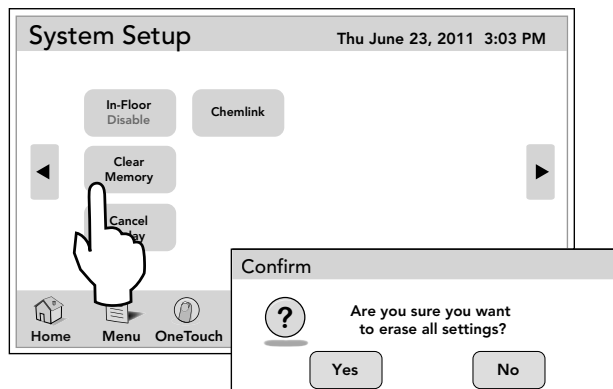 System Setup
Thu June 23, 2011 3:03 PM
In-Floor
Disable
Chemlink
Clear
Memory
Cancel
Home
Menu
OneTouch
Confirm
?
Are you sure you want
to erase all settings?
Yes
No